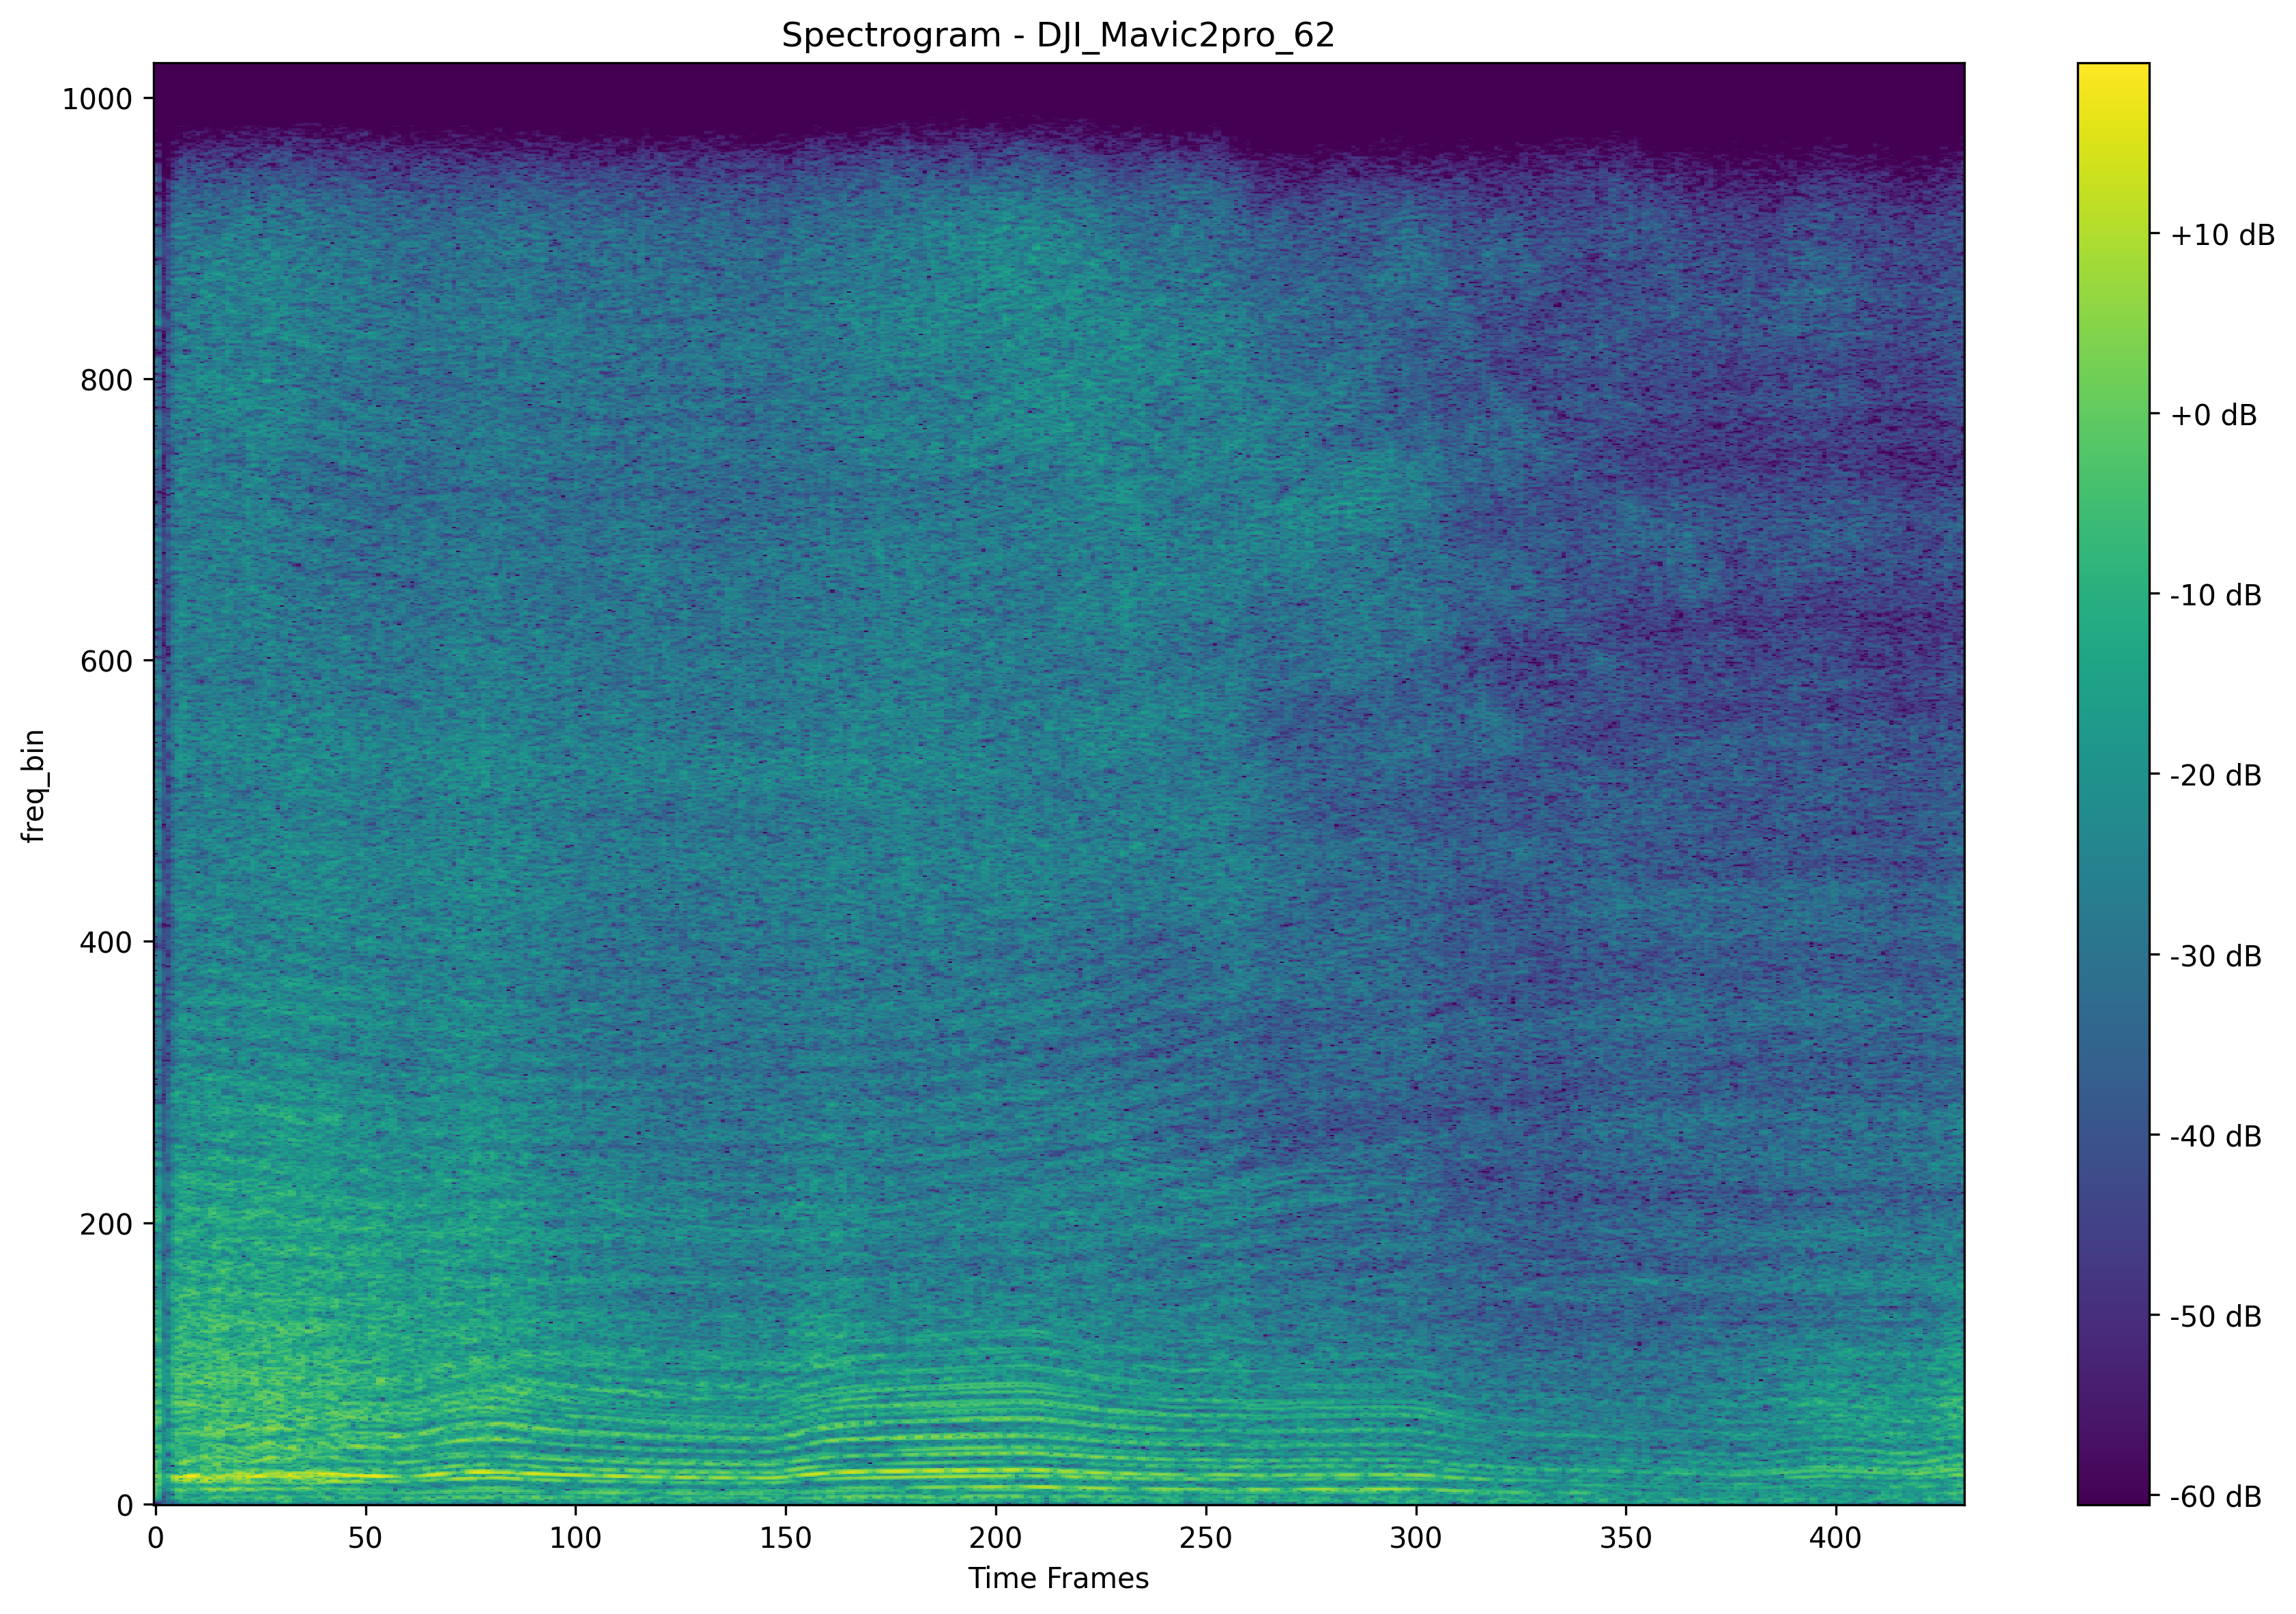 Spectrogram - DJI_Mavic2pro_62
1000
800
600
400
200
0
freq_bin
0 50 100 150 200 250 300 350 400
Time Frames
+10 dB
+0 dB
-10 dB
-20 dB
-30 dB
-40 dB
-50 dB
-60 dB